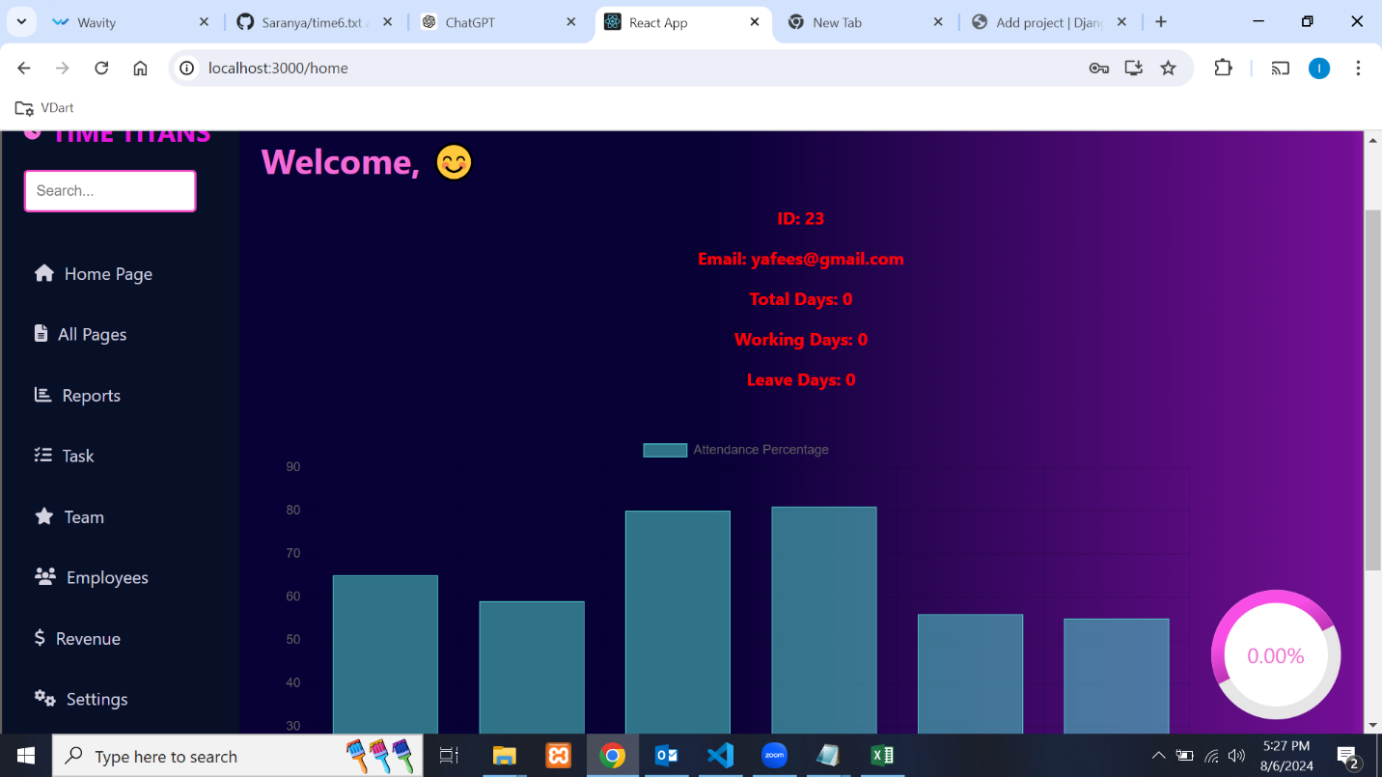 Wavity
Saranya/time6.txt
ChatGPT
React App
New Tab
Add project | Djang
localhost:3000/home
I
VDart
TIME TITANS
Search...
Home Page
All Pages
Reports
Task
Team
Employees
Revenue
Settings
Welcome, 😊
ID: 23
Email: yafees@gmail.com
Total Days: 0
Working Days: 0
Leave Days: 0
Attendance Percentage
90
80
70
60
50
40
30
0.00%
Type here to search
zoom
5:27 PM
8/6/2024
2